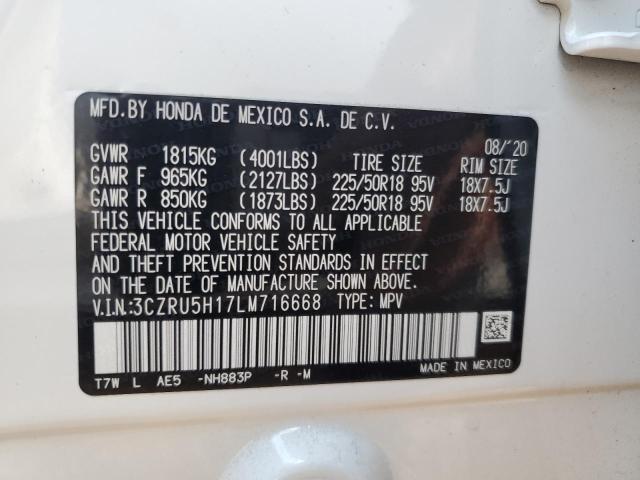 MFD.BY HONDA DE MEXICO S.A. DE C.V.
08/'20
GVWR 1815KG (4001LBS) TIRE SIZE RIM SIZE
GAWR F 965KG (2127LBS) 225/50R18 95V 18X7.5J
GAWR R 850KG (1873LBS) 225/50R18 95V 18X7.5J
THIS VEHICLE CONFORMS TO ALL APPLICABLE
FEDERAL MOTOR VEHICLE SAFETY
AND THEFT PREVENTION STANDARDS IN EFFECT
ON THE DATE OF MANUFACTURE SHOWN ABOVE.
V.I.N.:3CZRU5H17LM716668 TYPE: MPV
T7W L AE5 -NH883P -R -M
MADE IN MEXICO